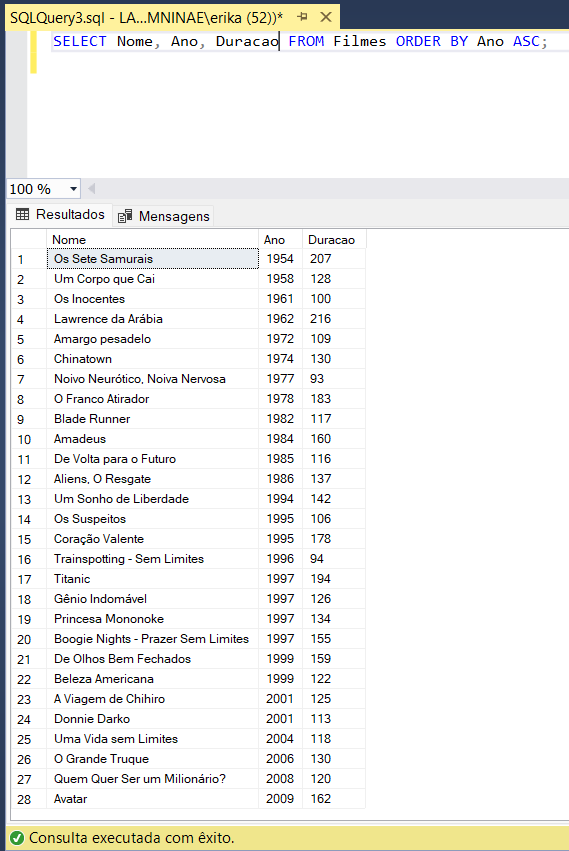 SQLQuery3.sql - LA...MNINAE\erika (52))*
SELECT Nome, Ano, Duracao FROM Filmes ORDER BY Ano ASC;
100 %
Resultados Mensagens
Nome Ano Duracao
1 Os Sete Samurais 1954 207
2 Um Corpo que Cai 1958 128
3 Os Inocentes 1961 100
4 Lawrence da Arábia 1962 216
5 Amargo pesadelo 1972 109
6 Chinatown 1974 130
7 Noivo Neurótico, Noiva Nervosa 1977 93
8 O Franco Atirador 1978 183
9 Blade Runner 1982 117
10 Amadeus 1984 160
11 De Volta para o Futuro 1985 116
12 Aliens, O Resgate 1986 137
13 Um Sonho de Liberdade 1994 142
14 Os Suspeitos 1995 106
15 Coração Valente 1995 178
16 Trainspotting - Sem Limites 1996 94
17 Titanic 1997 194
18 Gênio Indomável 1997 126
19 Princesa Mononoke 1997 134
20 Boogie Nights - Prazer Sem Limites 1997 155
21 De Olhos Bem Fechados 1999 159
22 Beleza Americana 1999 122
23 A Viagem de Chihiro 2001 125
24 Donnie Darko 2001 113
25 Uma Vida sem Limites 2004 118
26 O Grande Truque 2006 130
27 Quem Quer Ser um Milionário? 2008 120
28 Avatar 2009 162
Consulta executada com êxito.